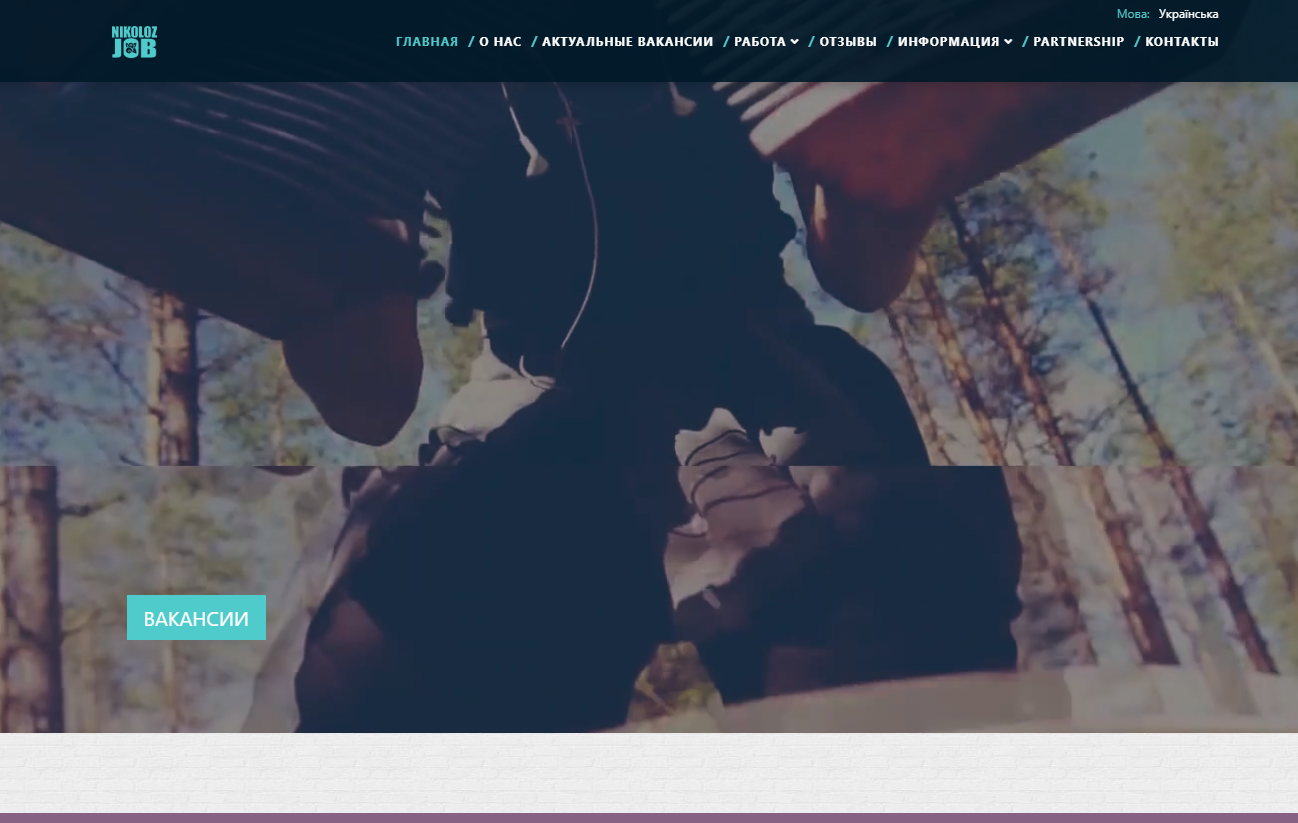 Мова: Українська
NIKOLOZ
JOB
ГЛАВНАЯ / О НАС / АКТУАЛЬНЫЕ ВАКАНСИИ / РАБОТА / ОТЗЫВЫ / ИНФОРМАЦИЯ / PARTNERSHIP / КОНТАКТЫ
ВАКАНСИИ